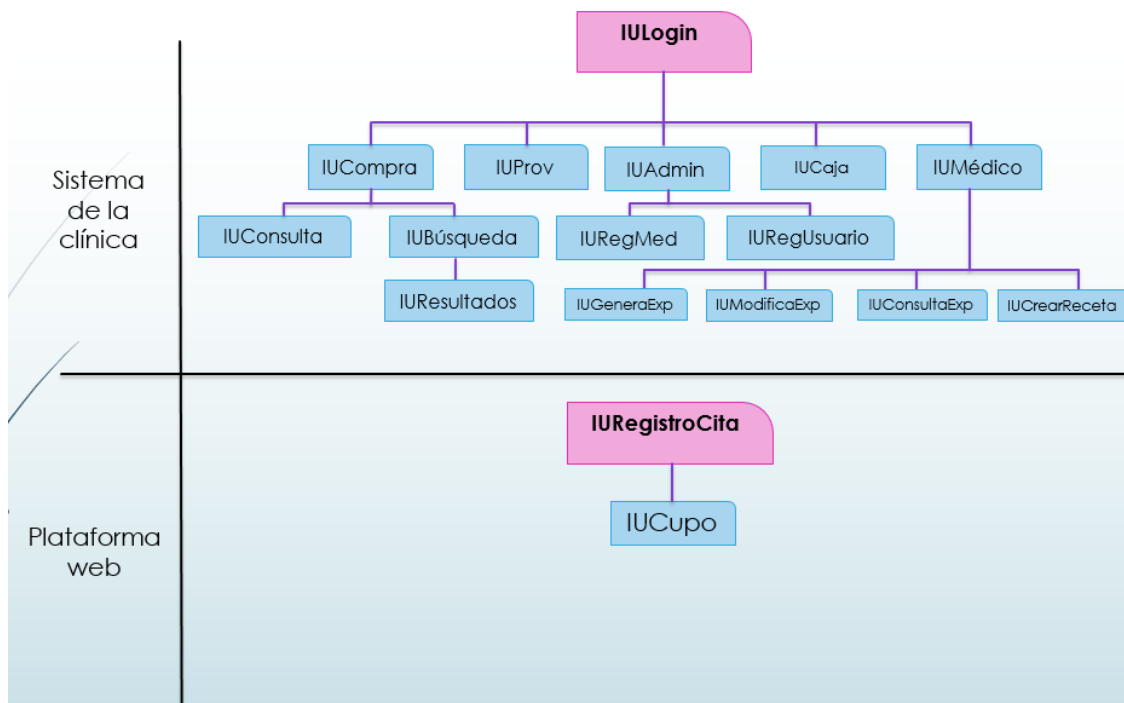 IULogin
Sistema
de la
clínica
IUCompra
IUProv
IUAdmin
IUCaja
IUMédico
IUConsulta
IUBúsqueda
IURegMed
IURegUsuario
IUResultados
IUGeneraExp
IUModificaExp
IUConsultaExp
IUCrearReceta
Plataforma
web
IURegistroCita
IUCupo